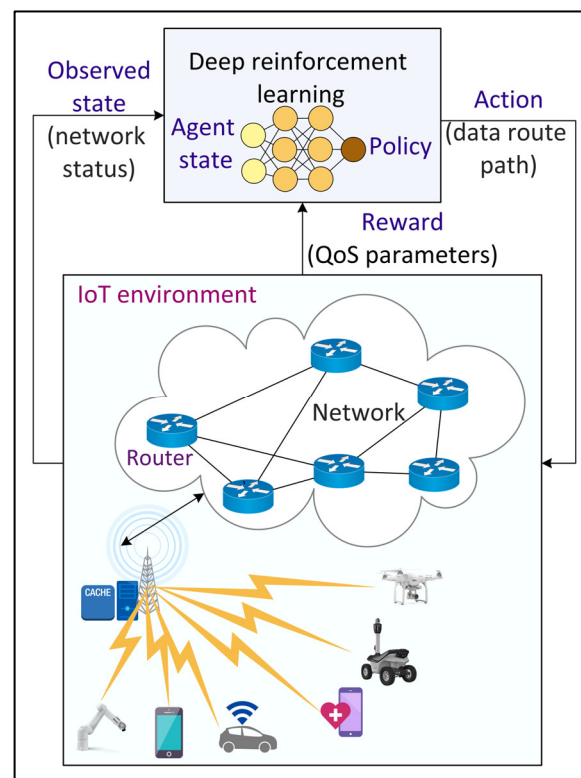 Observed
state
(network
status)
Deep reinforcement
learning
Agent
state
Policy
Action
(data route
path)
Reward
(QoS parameters)
IoT environment
Network
Router
CACHE